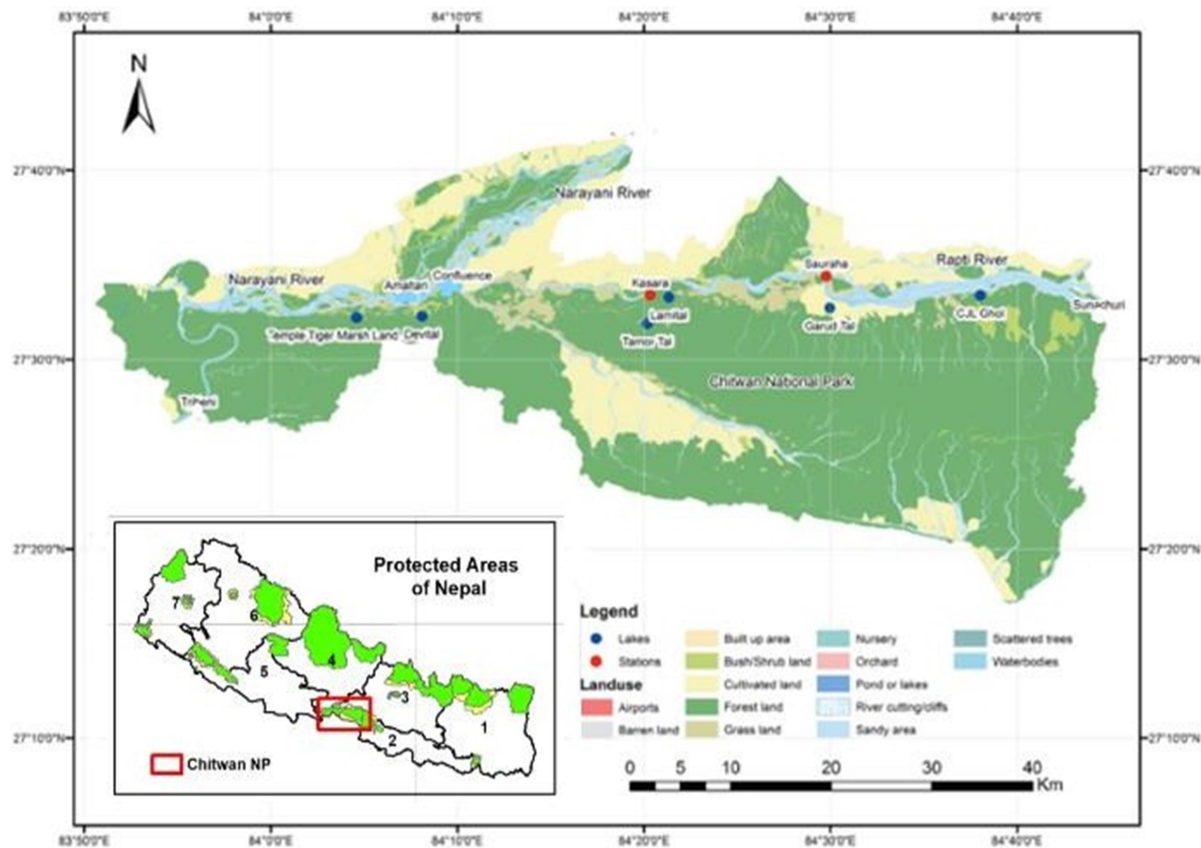 83°50'0"E 84°0'0"E 84°10'0"E 84°20'0"E 84°30'0"E 84°40'0"E
N
27°40'0"N 27°40'0"N
Narayani River
Sauraha
Rapti River
Narayani River
Amaltari
Confluence
Kasara
Lamital
Sunachuri
CJL Ghol
Garud Tal
Temple Tiger Marsh Land
Devital
Tamor Tal
27°30'0"N 27°30'0"N
Chitwan National Park
Triheni
27°20'0"N 27°20'0"N
Protected Areas
of Nepal
7
6
5
4
3
2
1
Chitwan NP
Legend
Lakes
Stations
Landuse
Airports
Barren land
Built up area
Bush/Shrub land
Cultivated land
Forest land
Grass land
Nursery
Orchard
Pond or lakes
River cutting/cliffs
Sandy area
Scattered trees
Waterbodies
27°10'0"N 27°10'0"N
0 5 10 20 30 40
Km
83°50'0"E 84°0'0"E 84°10'0"E 84°20'0"E 84°30'0"E 84°40'0"E